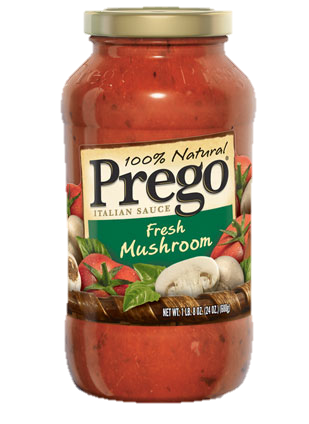 100% Natural
Prego®
ITALIAN SAUCE
Fresh
Mushroom
NET WT. 1 LB. 8 OZ. (24 OZ.) (680g)